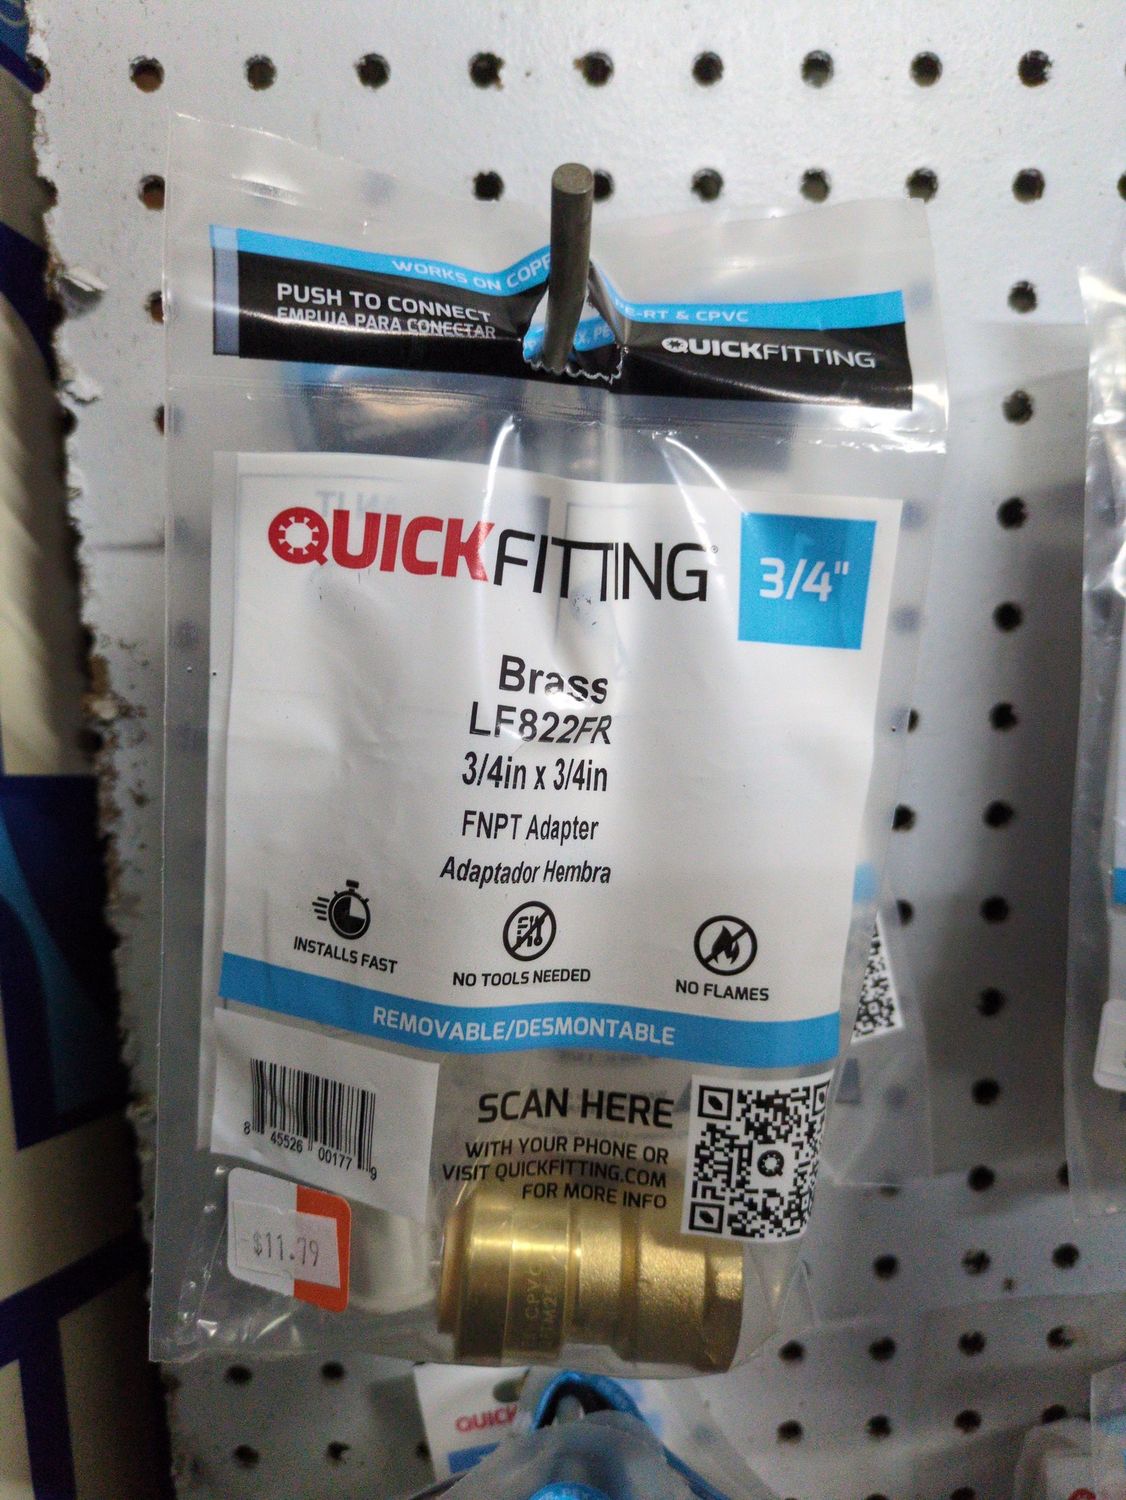 WORKS ON
PE-RT & CPVC
PUSH TO CONNECT
EMPUJA PARA CONECTAR
QUICKFITTING
QUICKFITTING
3/4"
Brass
LF822FR
3/4in x 3/4in
FNPT Adapter
Adaptador Hembra
INSTALLS FAST
NO TOOLS NEEDED
NO FLAMES
REMOVABLE/DESMONTABLE
8 45526 00177 9
SCAN HERE
WITH YOUR PHONE OR
VISIT QUICKFITTING.COM
FOR MORE INFO
$11.79
CPVC
QUICK